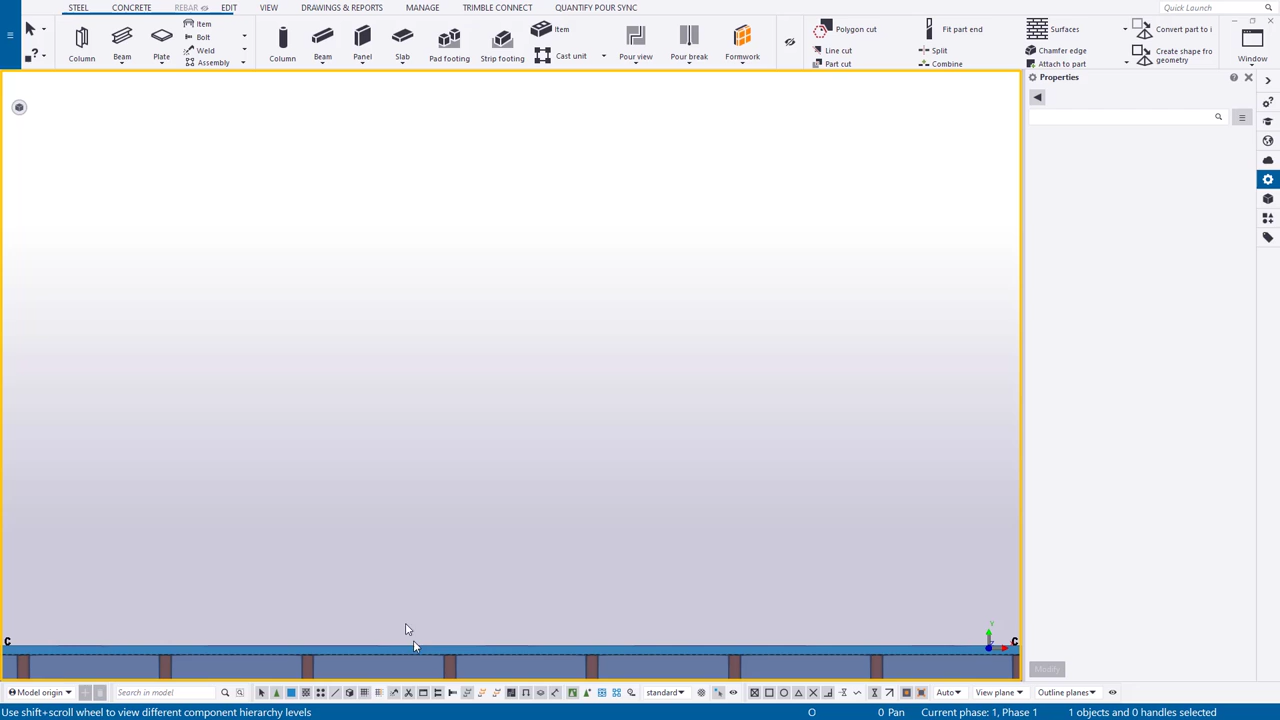 STEEL CONCRETE REBAR EDIT VIEW DRAWINGS & REPORTS MANAGE TRIMBLE CONNECT QUANTIFY POUR SYNC Quick Launch
Item
Bolt
Weld
Assembly
Column Beam Plate
Column Beam Panel Slab Pad footing Strip footing
Item
Cast unit
Pour view Pour break Formwork
Polygon cut Fit part end Surfaces Convert part to i
Line cut Split Chamfer edge Create shape fro
geometry
Part cut Combine Attach to part
Window
Properties
C C
Y
Modify
Model origin Search in model standard Auto View plane Outline planes
Use shift+scroll wheel to view different component hierarchy levels O 0 Pan Current phase: 1, Phase 1 1 objects and 0 handles selected